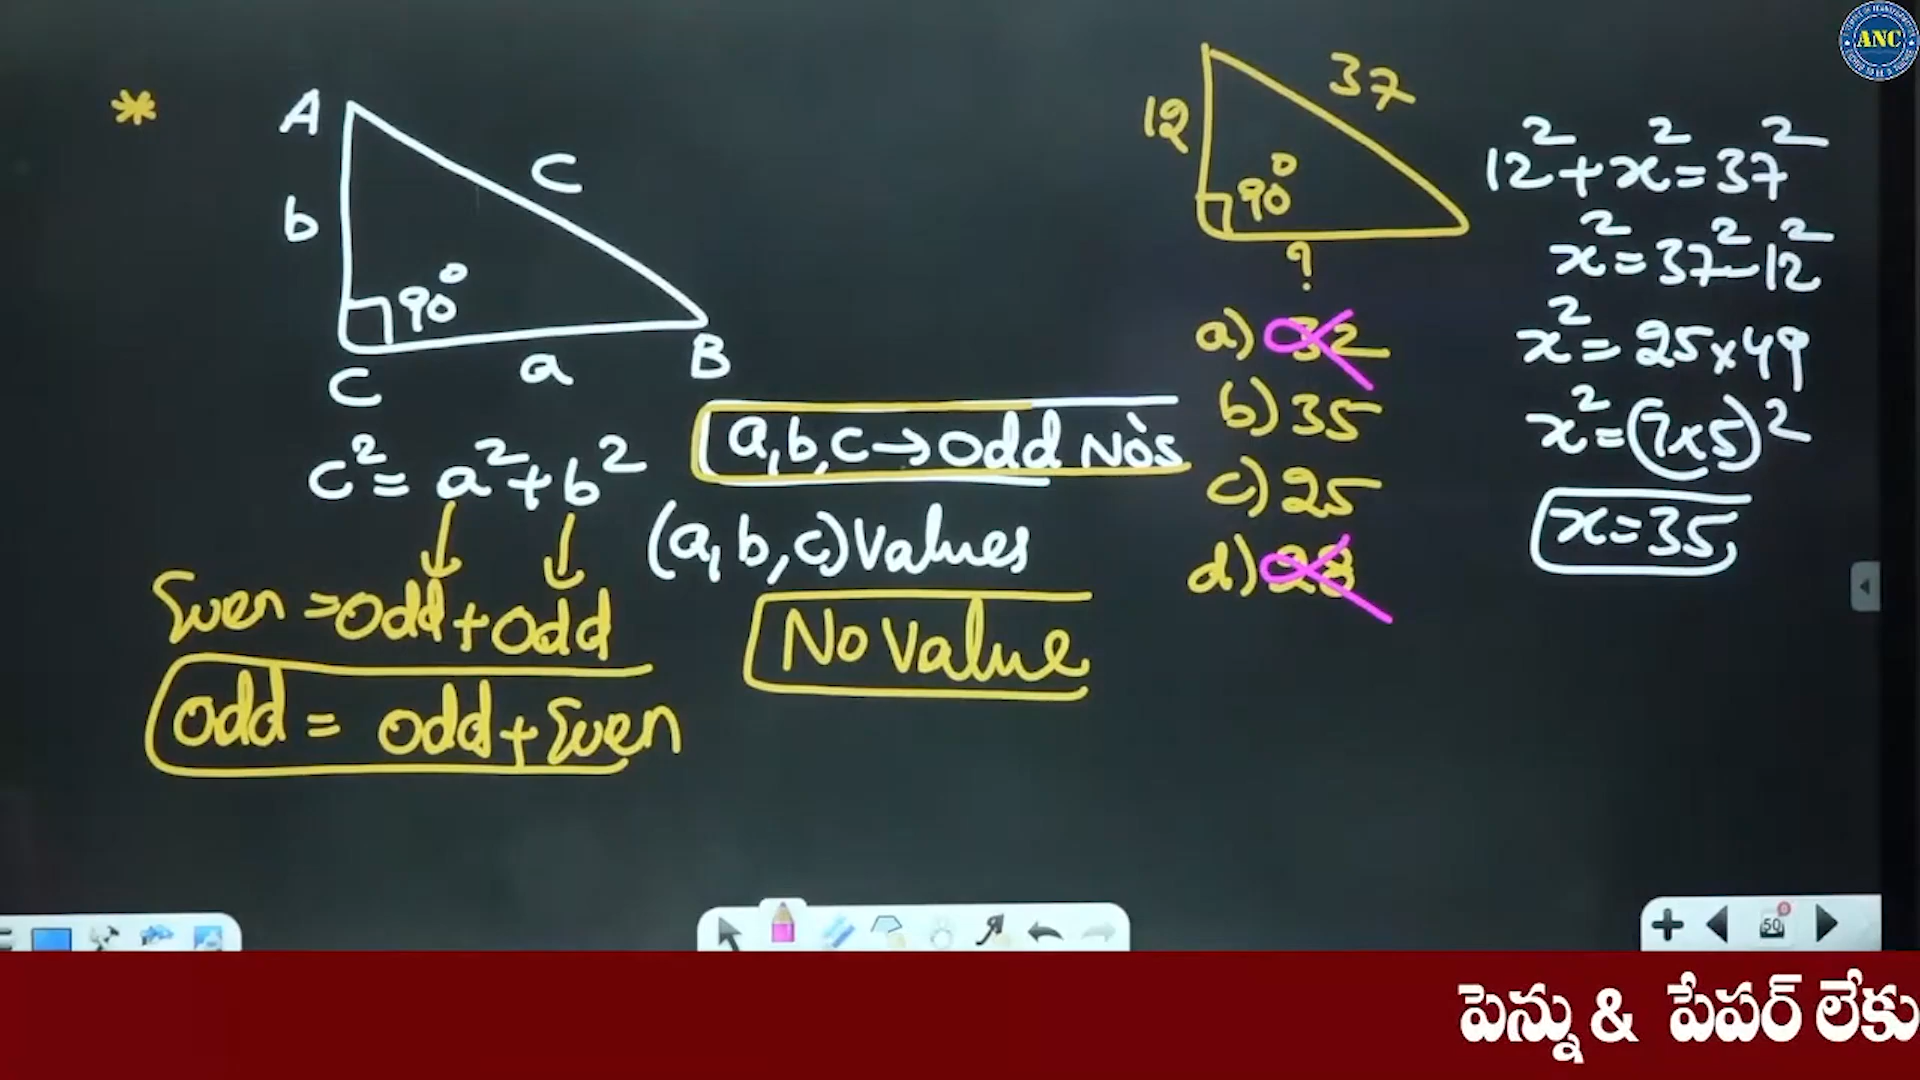 ANC
*
A
C
b
90°
a
C
B
c² = a² + b²
Even = odd + odd
odd = odd + Even
a, b, c → Odd Nos
(a, b, c) Values
No Value
12
37
90°
?
a) 32
b) 35
c) 25
d) 28
12² + x² = 37²
x² = 37² - 12²
x² = 25 × 49
x² = (7 × 5)²
x = 35
50
పెన్ను & పేపర్ లేకు